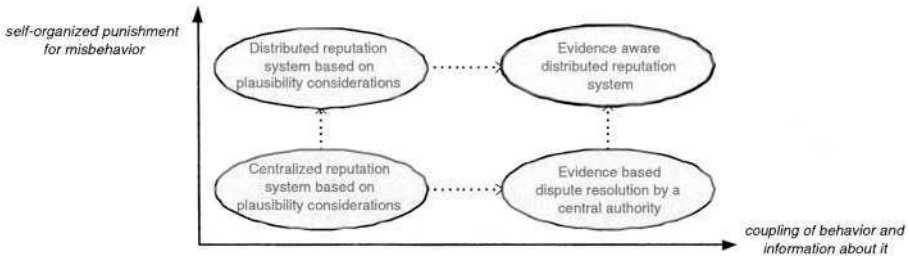 self-organized punishment
for misbehavior
Distributed reputation
system based on
plausibility considerations
Evidence aware
distributed reputation
system
Centralized reputation
system based on
plausibility considerations
Evidence based
dispute resolution by a
central authority
coupling of behavior and
information about it